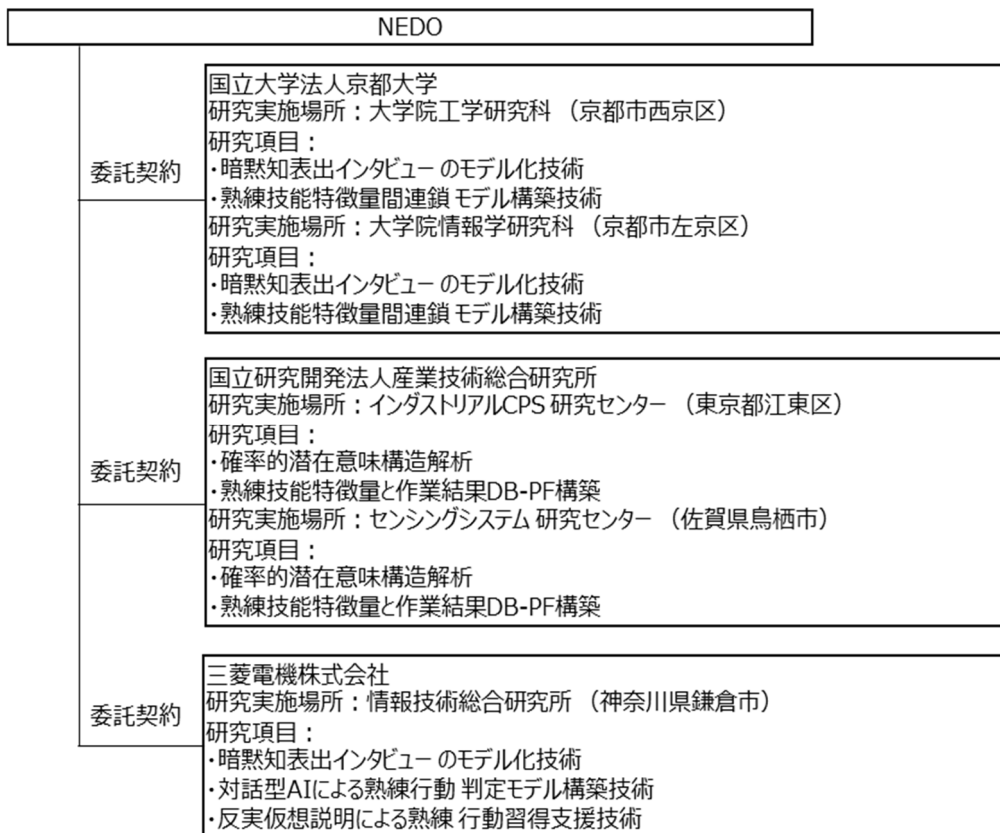 NEDO
国立大学法人京都大学
研究実施場所：大学院工学研究科 （京都市西京区）
研究項目：
委託契約
・暗黙知表出インタビュー のモデル化技術
・熟練技能特徴量間連鎖 モデル構築技術
研究実施場所：大学院情報学研究科 （京都市左京区）
研究項目：
・暗黙知表出インタビュー のモデル化技術
・熟練技能特徴量間連鎖 モデル構築技術
国立研究開発法人産業技術総合研究所
研究実施場所：インダストリアルCPS 研究センター （東京都江東区）
研究項目：
委託契約
・確率的潜在意味構造解析
・熟練技能特徴量と作業結果DB-PF構築
研究実施場所：センシングシステム 研究センター （佐賀県鳥栖市）
研究項目：
・確率的潜在意味構造解析
・熟練技能特徴量と作業結果DB-PF構築
三菱電機株式会社
研究実施場所：情報技術総合研究所 （神奈川県鎌倉市）
委託契約
研究項目：
・暗黙知表出インタビュー のモデル化技術
・対話型AIによる熟練行動 判定モデル構築技術
・反実仮想説明による熟練 行動習得支援技術